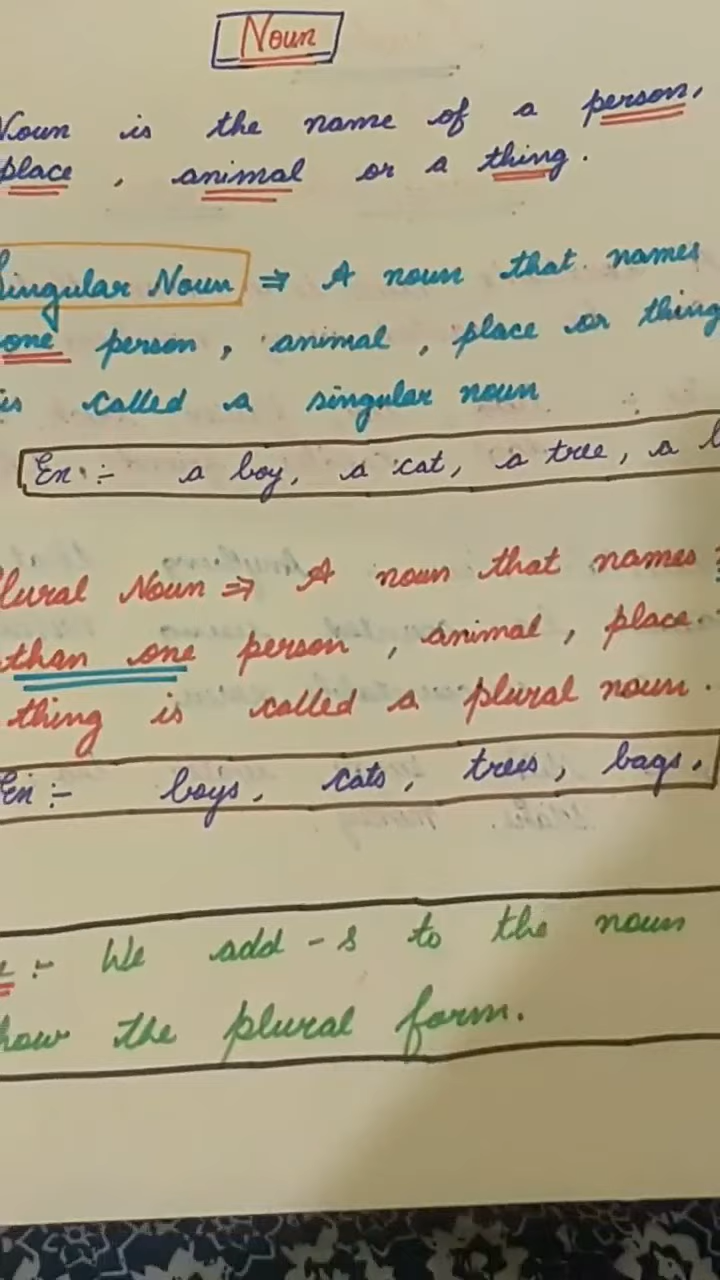 Noun
Noun is the name of a person,
place, animal or a thing.
Singular Noun ⇒ A noun that names
one person, animal, place or thing
is called a singular noun
Ex :- a boy, a cat, a tree, a
Plural Noun ⇒ A noun that names
than one person, animal, place
thing is called a plural noun.
Ex :- boys, cats, trees, bags.
:- We add -s to the noun
how the plural form.